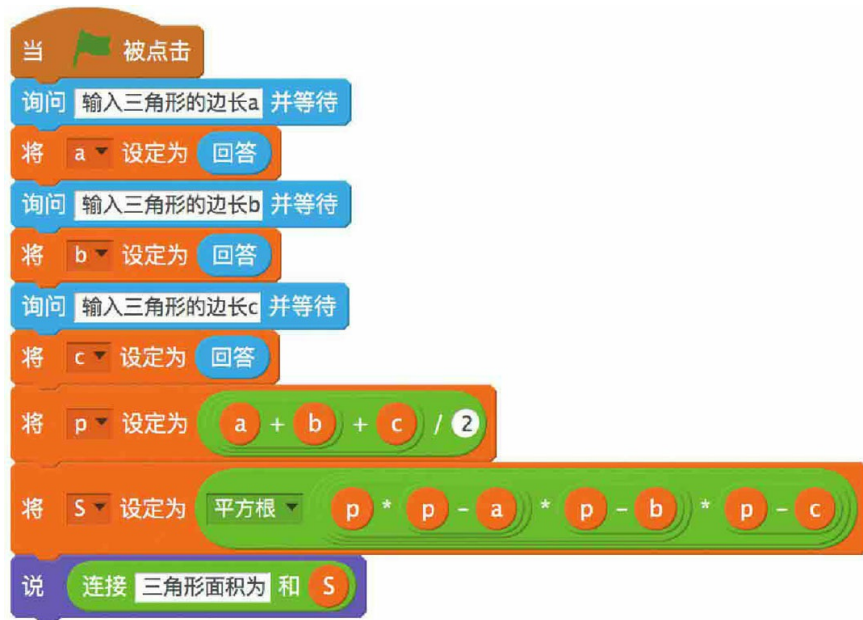 当 被点击
询问 输入三角形的边长a 并等待
将 a 设定为 回答
询问 输入三角形的边长b 并等待
将 b 设定为 回答
询问 输入三角形的边长c 并等待
将 c 设定为 回答
将 p 设定为 a + b + c / 2
将 S 设定为 平方根 p * p - a * p - b * p - c
说 连接 三角形面积为 和 S